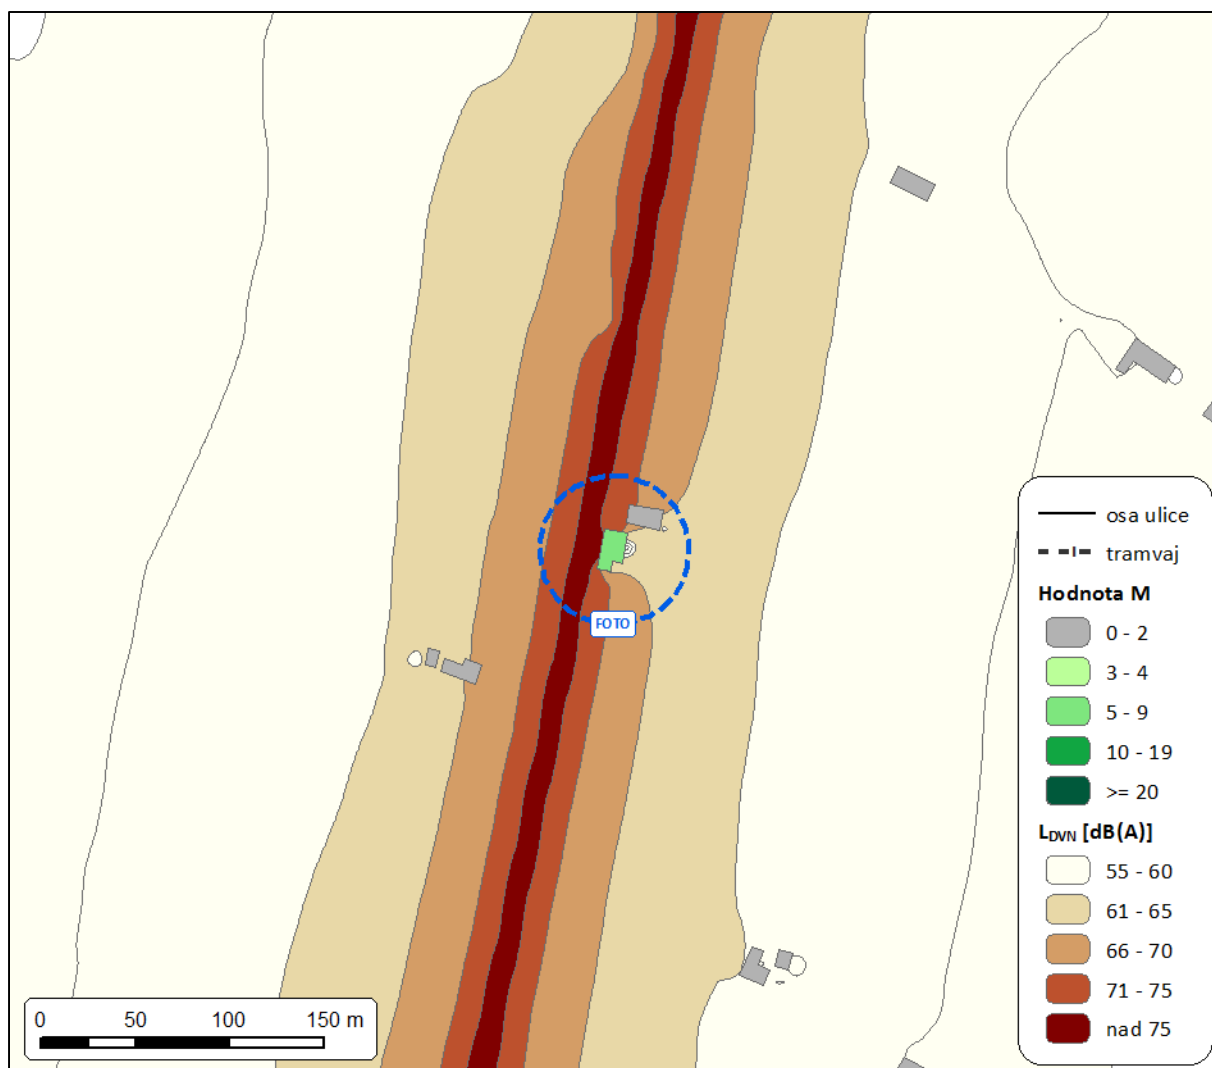 FOTO
osa ulice
tramvaj
Hodnota M
0 - 2
3 - 4
5 - 9
10 - 19
>= 20
LDVN [dB(A)]
55 - 60
61 - 65
66 - 70
71 - 75
nad 75
0 50 100 150 m